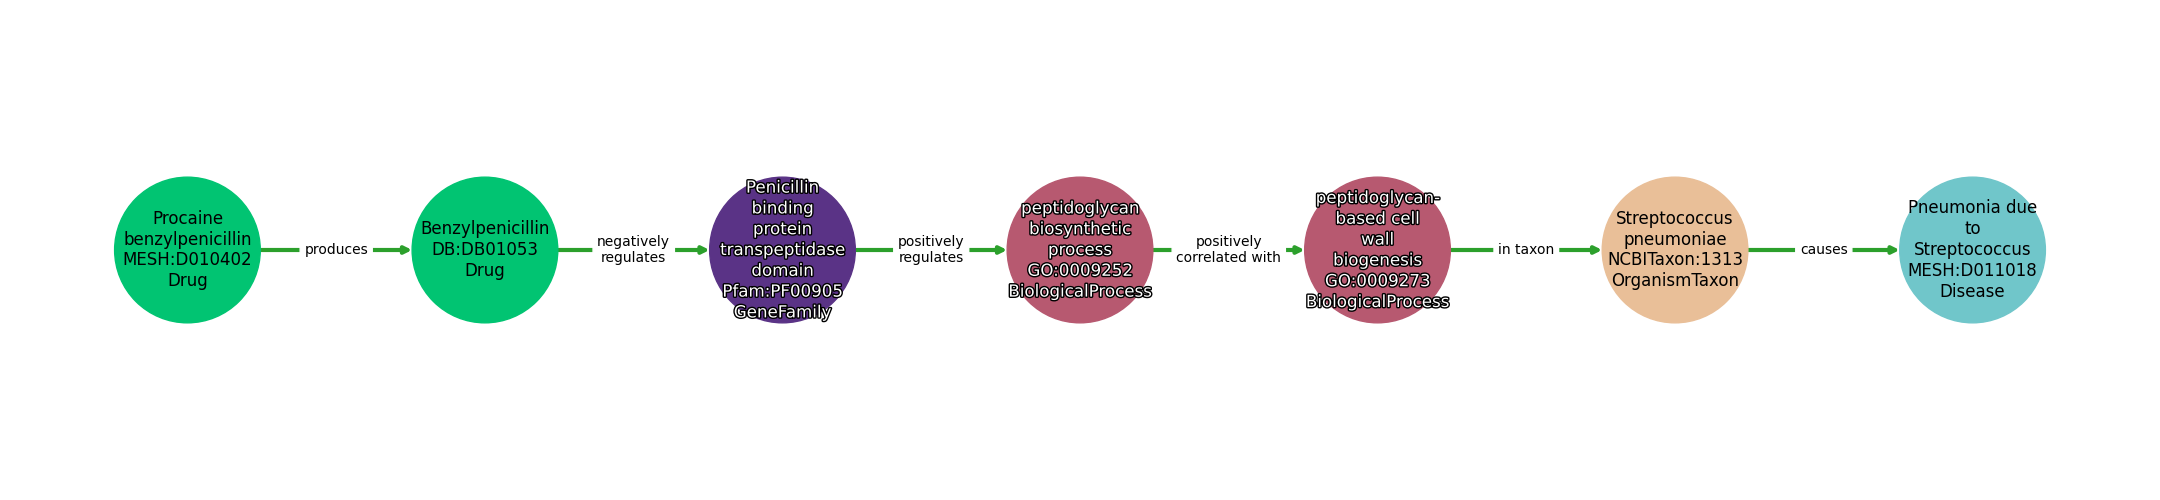 Procaine
benzylpenicillin
MESH:D010402
Drug
produces
Benzylpenicillin
DB:DB01053
Drug
negatively
regulates
Penicillin
binding
protein
transpeptidase
domain
Pfam:PF00905
GeneFamily
positively
regulates
peptidoglycan
biosynthetic
process
GO:0009252
BiologicalProcess
positively
correlated with
peptidoglycan-
based cell
wall
biogenesis
GO:0009273
BiologicalProcess
in taxon
Streptococcus
pneumoniae
NCBITaxon:1313
OrganismTaxon
causes
Pneumonia due
to
Streptococcus
MESH:D011018
Disease